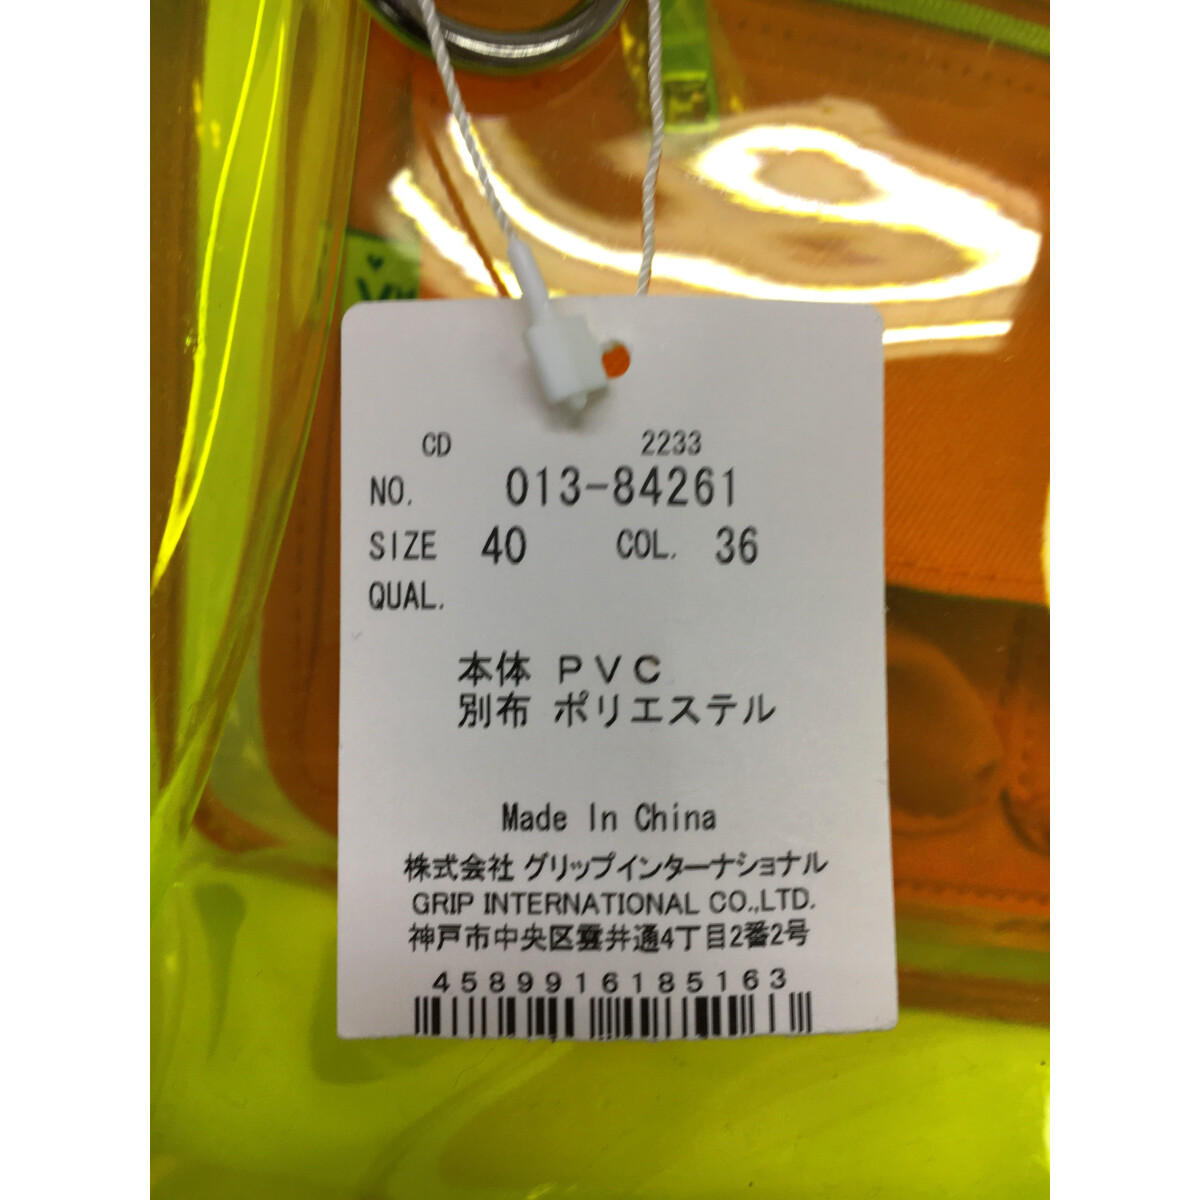 CD 2233
NO. 013-84261
SIZE 40 COL. 36
QUAL.
本体 PVC
別布 ポリエステル
Made In China
株式会社 グリップインターナショナル
GRIP INTERNATIONAL CO.,LTD.
神戸市中央区雲井通4丁目2番2号
4589916185163